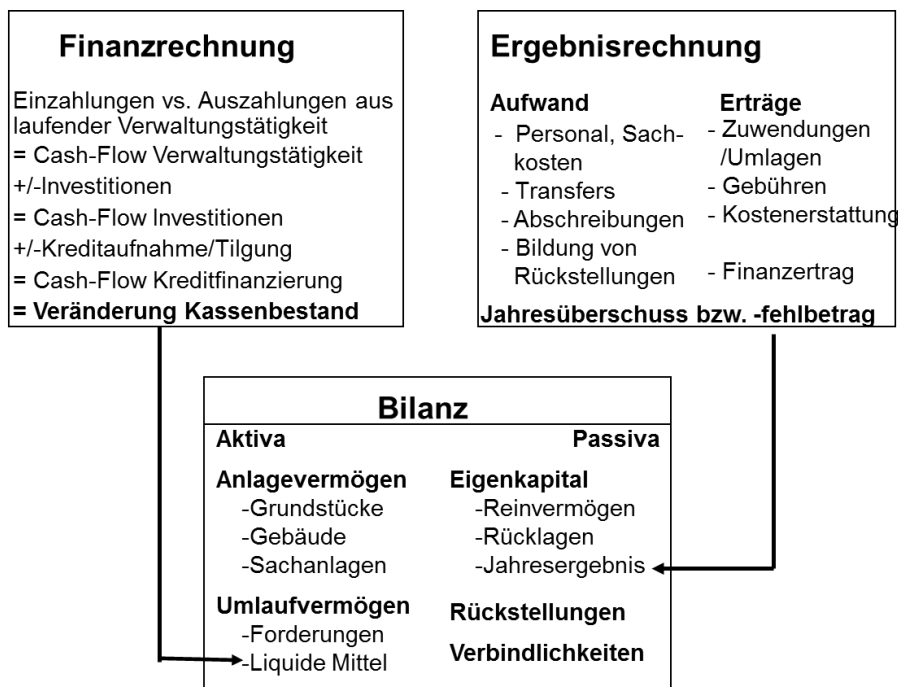 Finanzrechnung
Einzahlungen vs. Auszahlungen aus
laufender Verwaltungstätigkeit
= Cash-Flow Verwaltungstätigkeit
+/-Investitionen
= Cash-Flow Investitionen
+/-Kreditaufnahme/Tilgung
= Cash-Flow Kreditfinanzierung
= Veränderung Kassenbestand
Ergebnisrechnung
Aufwand
- Personal, Sach-
kosten
- Transfers
- Abschreibungen
- Bildung von
Rückstellungen
Erträge
- Zuwendungen
/Umlagen
- Gebühren
- Kostenerstattung
- Finanzertrag
Jahresüberschuss bzw. -fehlbetrag
Bilanz
Aktiva
Anlagevermögen
-Grundstücke
-Gebäude
-Sachanlagen
Umlaufvermögen
-Forderungen
-Liquide Mittel
Passiva
Eigenkapital
-Reinvermögen
-Rücklagen
-Jahresergebnis
Rückstellungen
Verbindlichkeiten